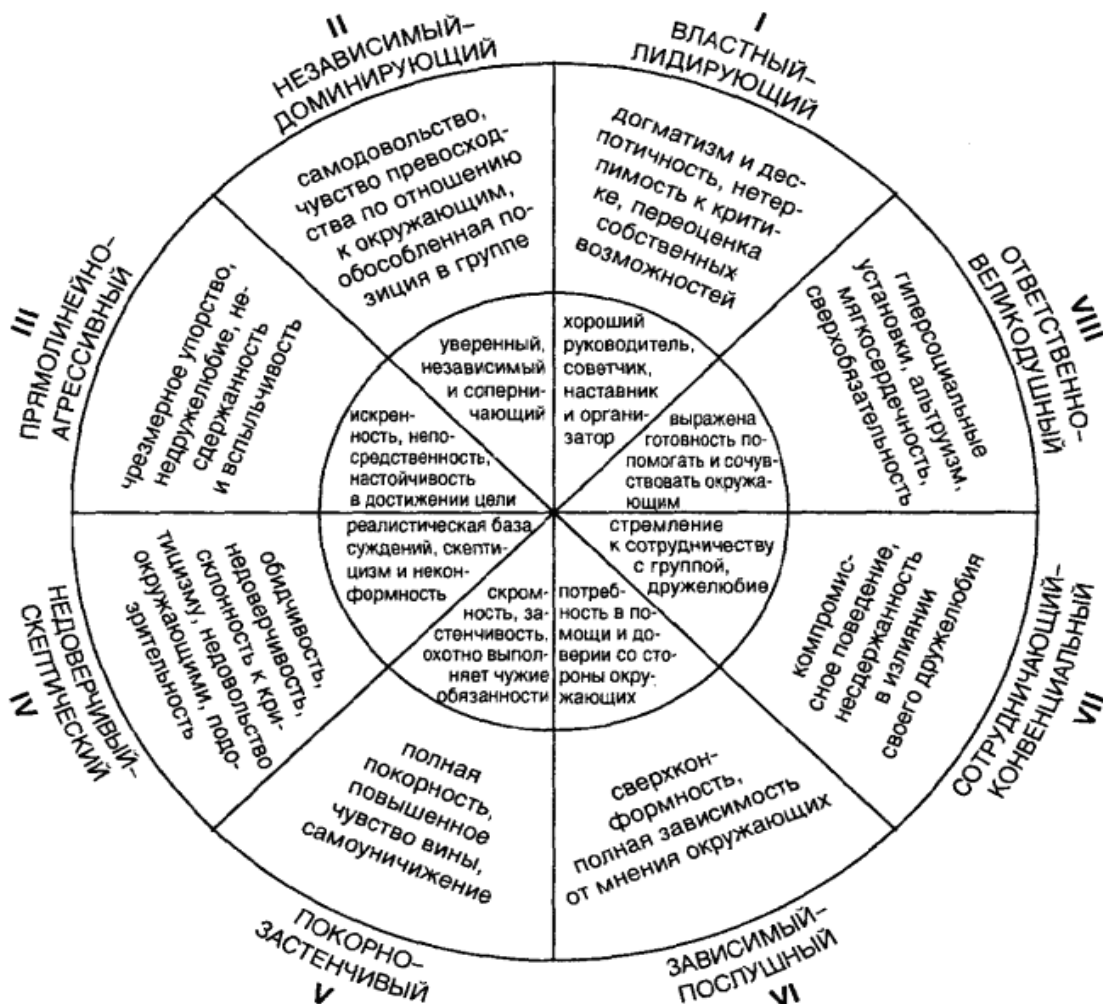 I
ВЛАСТНЫЙ–
ЛИДИРУЮЩИЙ
догматизм и дес-
потичность, нетер-
пимость к крити-
ке, переоценка
собственных
возможностей
хороший
руководитель,
советчик,
наставник
и органи-
затор
II
НЕЗАВИСИМЫЙ–
ДОМИНИРУЮЩИЙ
самодовольство,
чувство превосход-
ства по отношению
к окружающим,
обособленная по-
зиция в группе
уверенный,
независимый
и соперни-
чающий
III
ПРЯМОЛИНЕЙНО–
АГРЕССИВНЫЙ
чрезмерное упорство,
недружелюбие, не-
сдержанность
и вспыльчивость
искрен-
ность, непо-
средственность,
настойчивость
в достижении цели
IV
НЕДОВЕРЧИВЫЙ–
СКЕПТИЧЕСКИЙ
обидчивость,
недоверчивость,
склонность к кри-
тицизму, недовольство
окружающими, подо-
зрительность
реалистическая база
суждений, скепти-
цизм и некон-
формность
V
ПОКОРНО–
ЗАСТЕНЧИВЫЙ
полная
покорность,
повышенное
чувство вины,
самоуничижение
скром-
ность, за-
стенчивость,
охотно выпол-
няет чужие
обязанности
VI
ЗАВИСИМЫЙ–
ПОСЛУШНЫЙ
сверхкон-
формность,
полная зависимость
от мнения окружающих
потреб-
ность в по-
мощи и до-
верии со сто-
роны окру-
жающих
VII
СОТРУДНИЧАЮЩИЙ–
КОНВЕНЦИАЛЬНЫЙ
компромис-
сное поведение,
несдержанность
в излиянии
своего дружелюбия
стремление
к сотрудничеству
с группой,
дружелюбие
VIII
ОТВЕТСТВЕННО–
ВЕЛИКОДУШНЫЙ
гиперсоциальные
установки, альтруизм,
мягкосердечность,
сверхобязательность
выражена
готовность по-
помогать и сочув-
ствовать окружа-
ющим